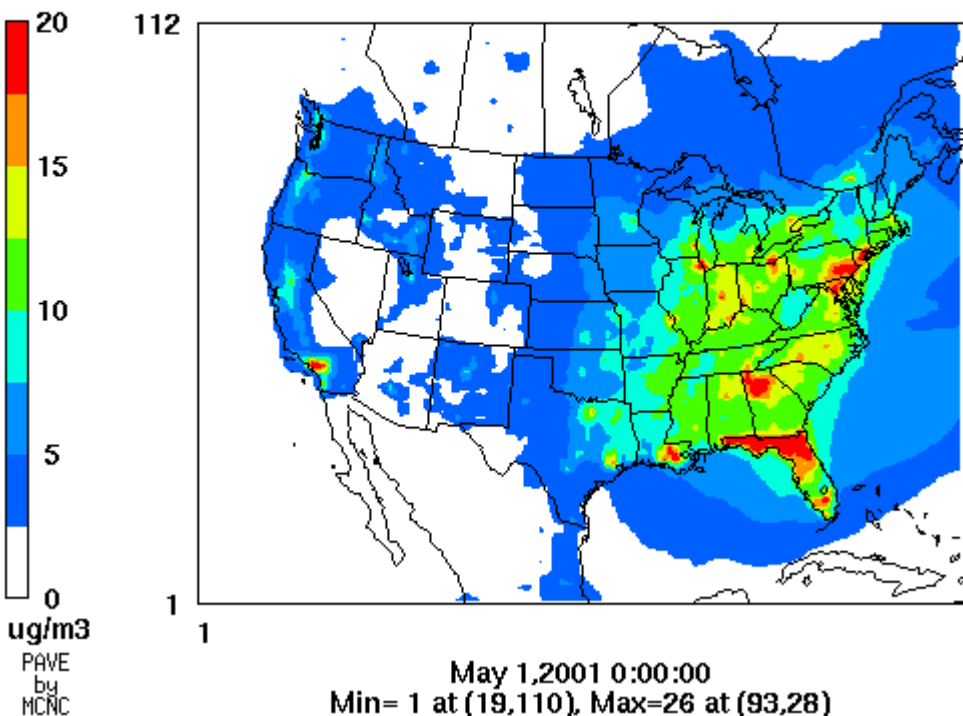 20
15
10
5
0
ug/m3
PAVE
by
MCNC
112
1
1
May 1,2001 0:00:00
Min= 1 at (19,110), Max=26 at (93,28)